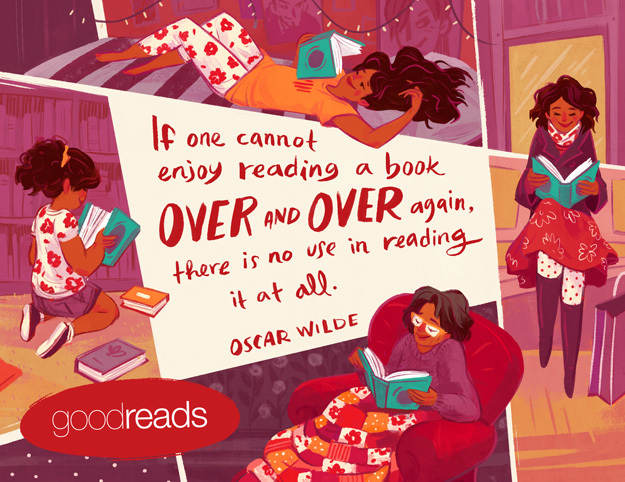 If one cannot
enjoy reading a book
OVER AND OVER again,
there is no use in reading
it at all.
OSCAR WILDE
goodreads